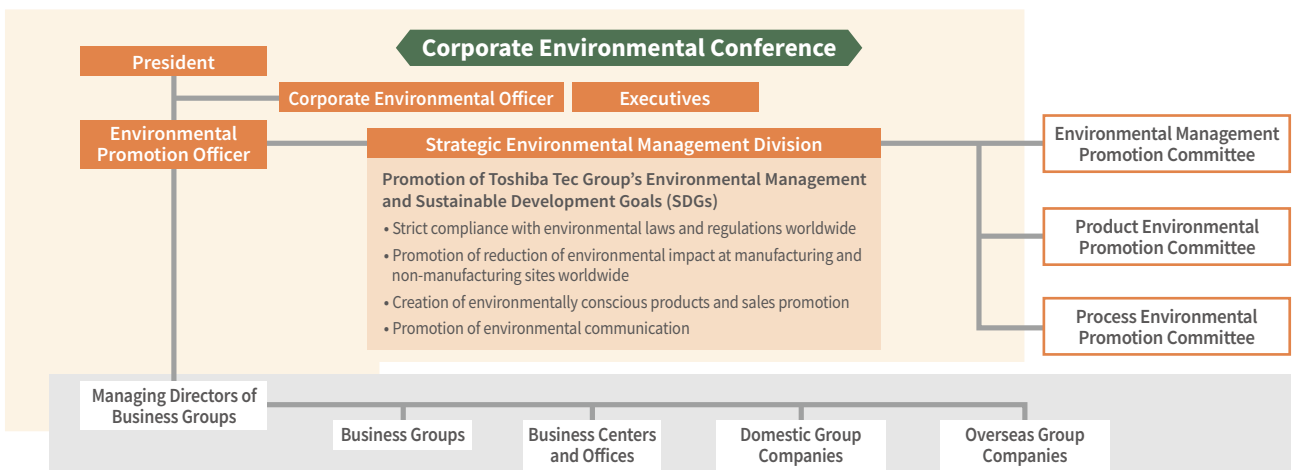 Corporate Environmental Conference
President
Corporate Environmental Officer
Executives
Environmental
Promotion Officer
Strategic Environmental Management Division
Promotion of Toshiba Tec Group’s Environmental Management
and Sustainable Development Goals (SDGs)
• Strict compliance with environmental laws and regulations worldwide
• Promotion of reduction of environmental impact at manufacturing and
non-manufacturing sites worldwide
• Creation of environmentally conscious products and sales promotion
• Promotion of environmental communication
Environmental Management
Promotion Committee
Product Environmental
Promotion Committee
Process Environmental
Promotion Committee
Managing Directors of
Business Groups
Business Groups
Business Centers
and Offices
Domestic Group
Companies
Overseas Group
Companies